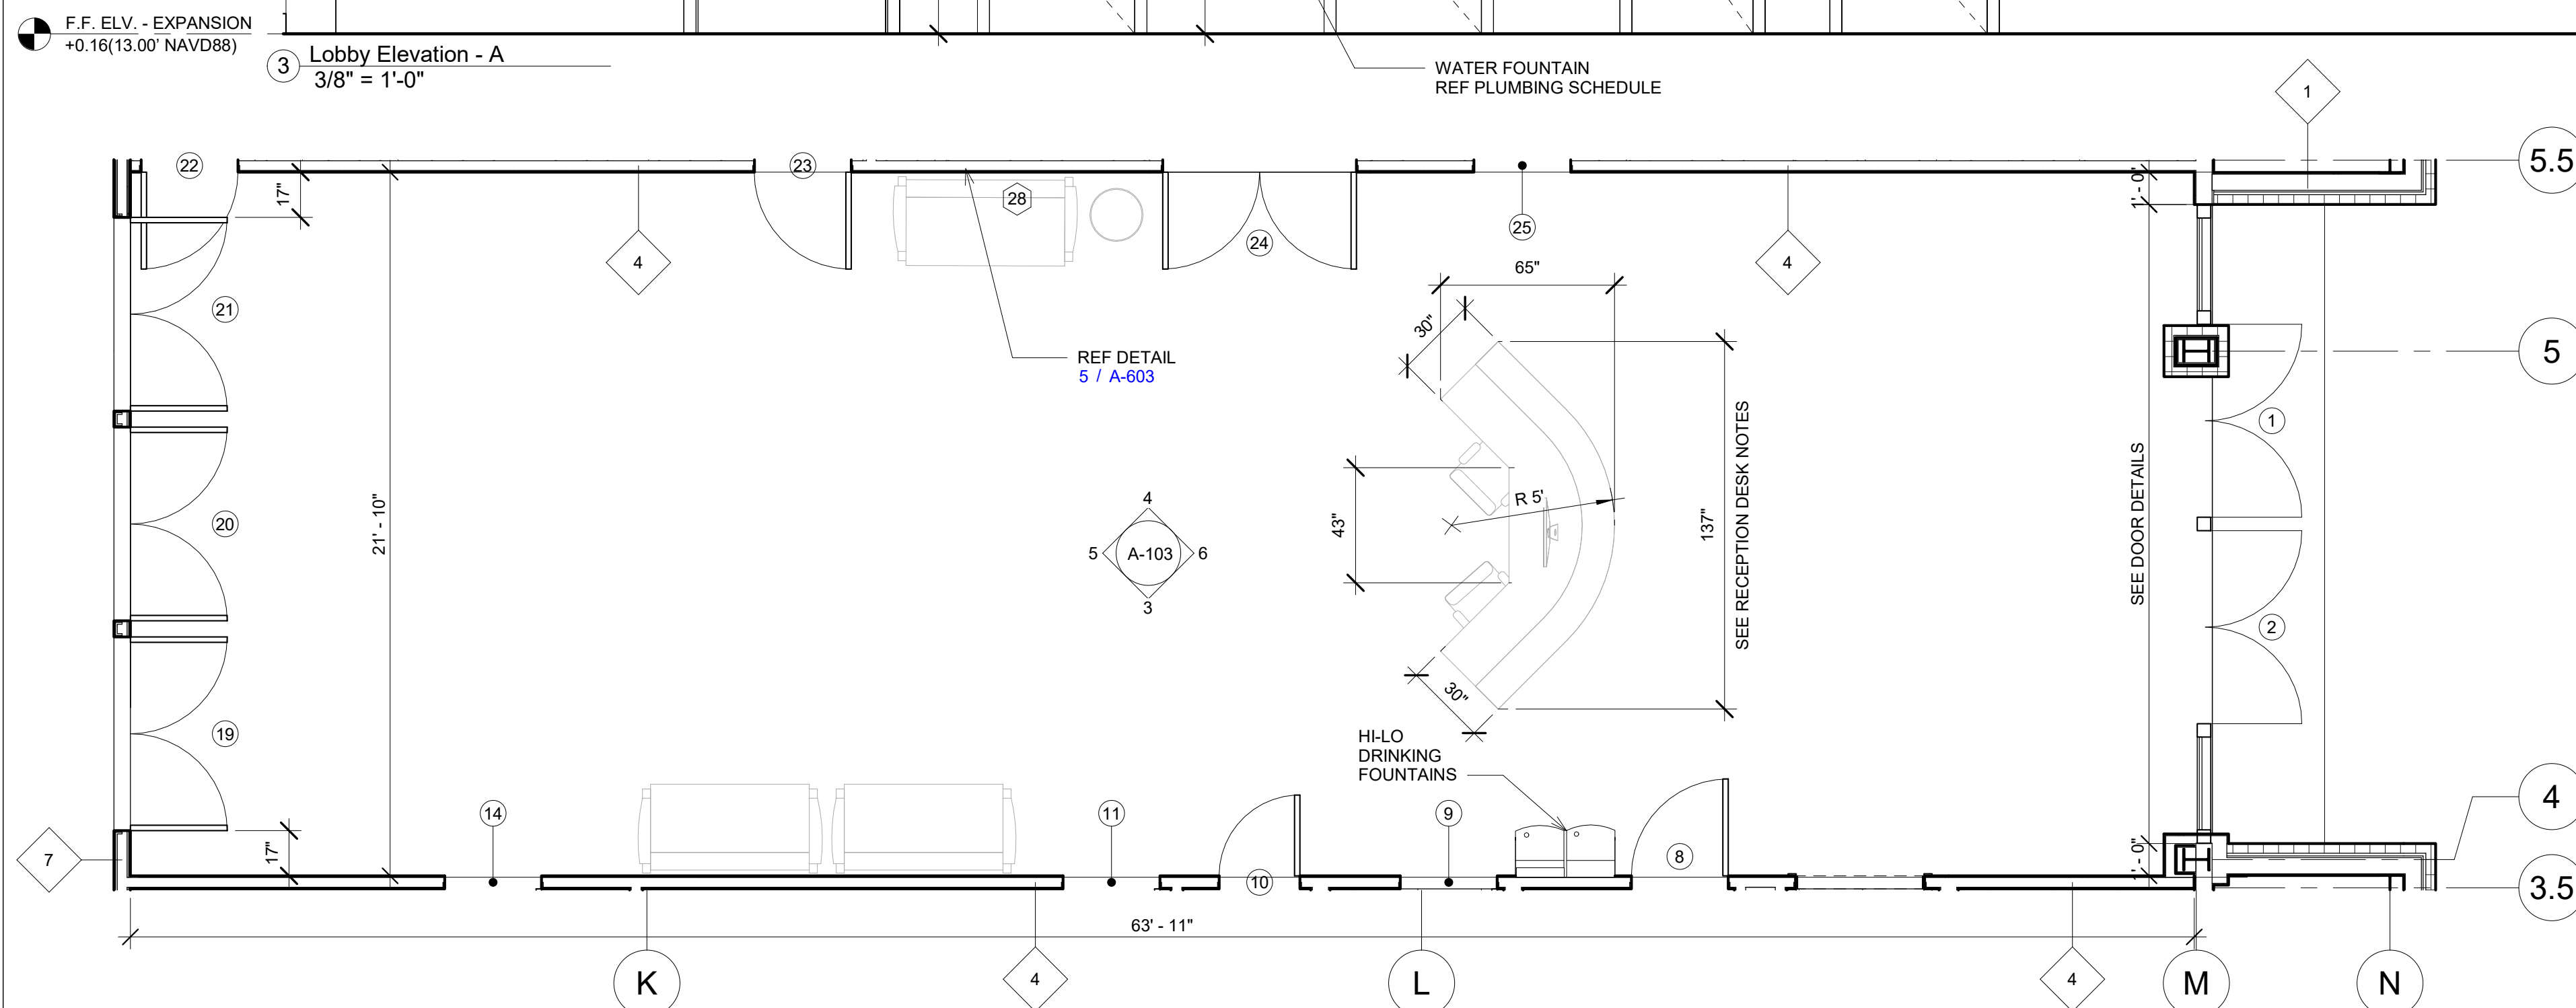 F.F. ELV. - EXPANSION
+0.16(13.00' NAVD88)
3 Lobby Elevation - A
3/8" = 1'-0"
WATER FOUNTAIN
REF PLUMBING SCHEDULE
1
5.5
22
23
17"
28
1'- 0"
25
24
4
4
65"
21
30"
5
REF DETAIL
5 / A-603
1
SEE RECEPTION DESK NOTES
SEE DOOR DETAILS
4
R 5'
21' - 10"
20
43"
137"
5
A-103
6
3
2
30"
19
HI-LO
DRINKING
FOUNTAINS
4
14
11
9
17"
7
8
1'- 0"
10
3.5
63' - 11"
K
4
L
4
M
N